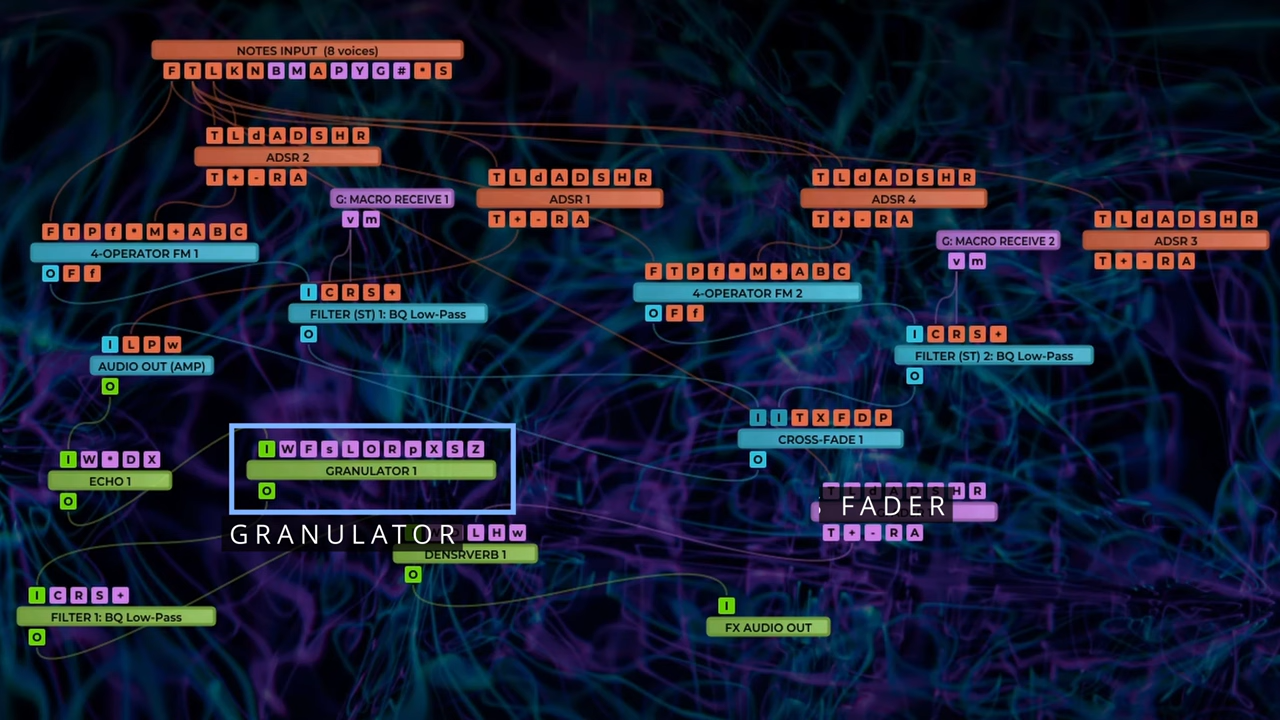 NOTES INPUT (8 voices)
F T L K N B M A P Y G # * S
T L d A D S H R
ADSR 2
T + - R A
T L d A D S H R
ADSR 1
T + - R A
T L d A D S H R
ADSR 4
T + - R A
G: MACRO RECEIVE 1
v m
T L d A D S H R
ADSR 3
T + - R A
G: MACRO RECEIVE 2
v m
F T P f * M + A B C
4-OPERATOR FM 1
O F f
I C R S +
FILTER (ST) 1: BQ Low-Pass
O
F T P f * M + A B C
4-OPERATOR FM 2
O F f
I C R S +
FILTER (ST) 2: BQ Low-Pass
O
I L P w
AUDIO OUT (AMP)
O
I I T X F D P
CROSS-FADE 1
O
I W * D X
ECHO 1
O
I W F s L O R p X S Z
GRANULATOR 1
O
GRANULATOR
H R
FADER
T + - R A
L H w
DENSRVERB 1
O
I C R S +
FILTER 1: BQ Low-Pass
O
I
FX AUDIO OUT